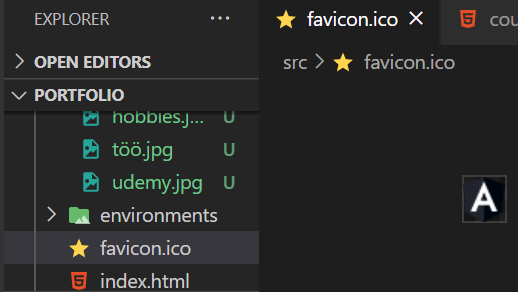 EXPLORER ···
OPEN EDITORS
PORTFOLIO
hobbies.j... U
töö.jpg U
udemy.jpg U
environments
favicon.ico
index.html
favicon.ico × cou
src > favicon.ico
A